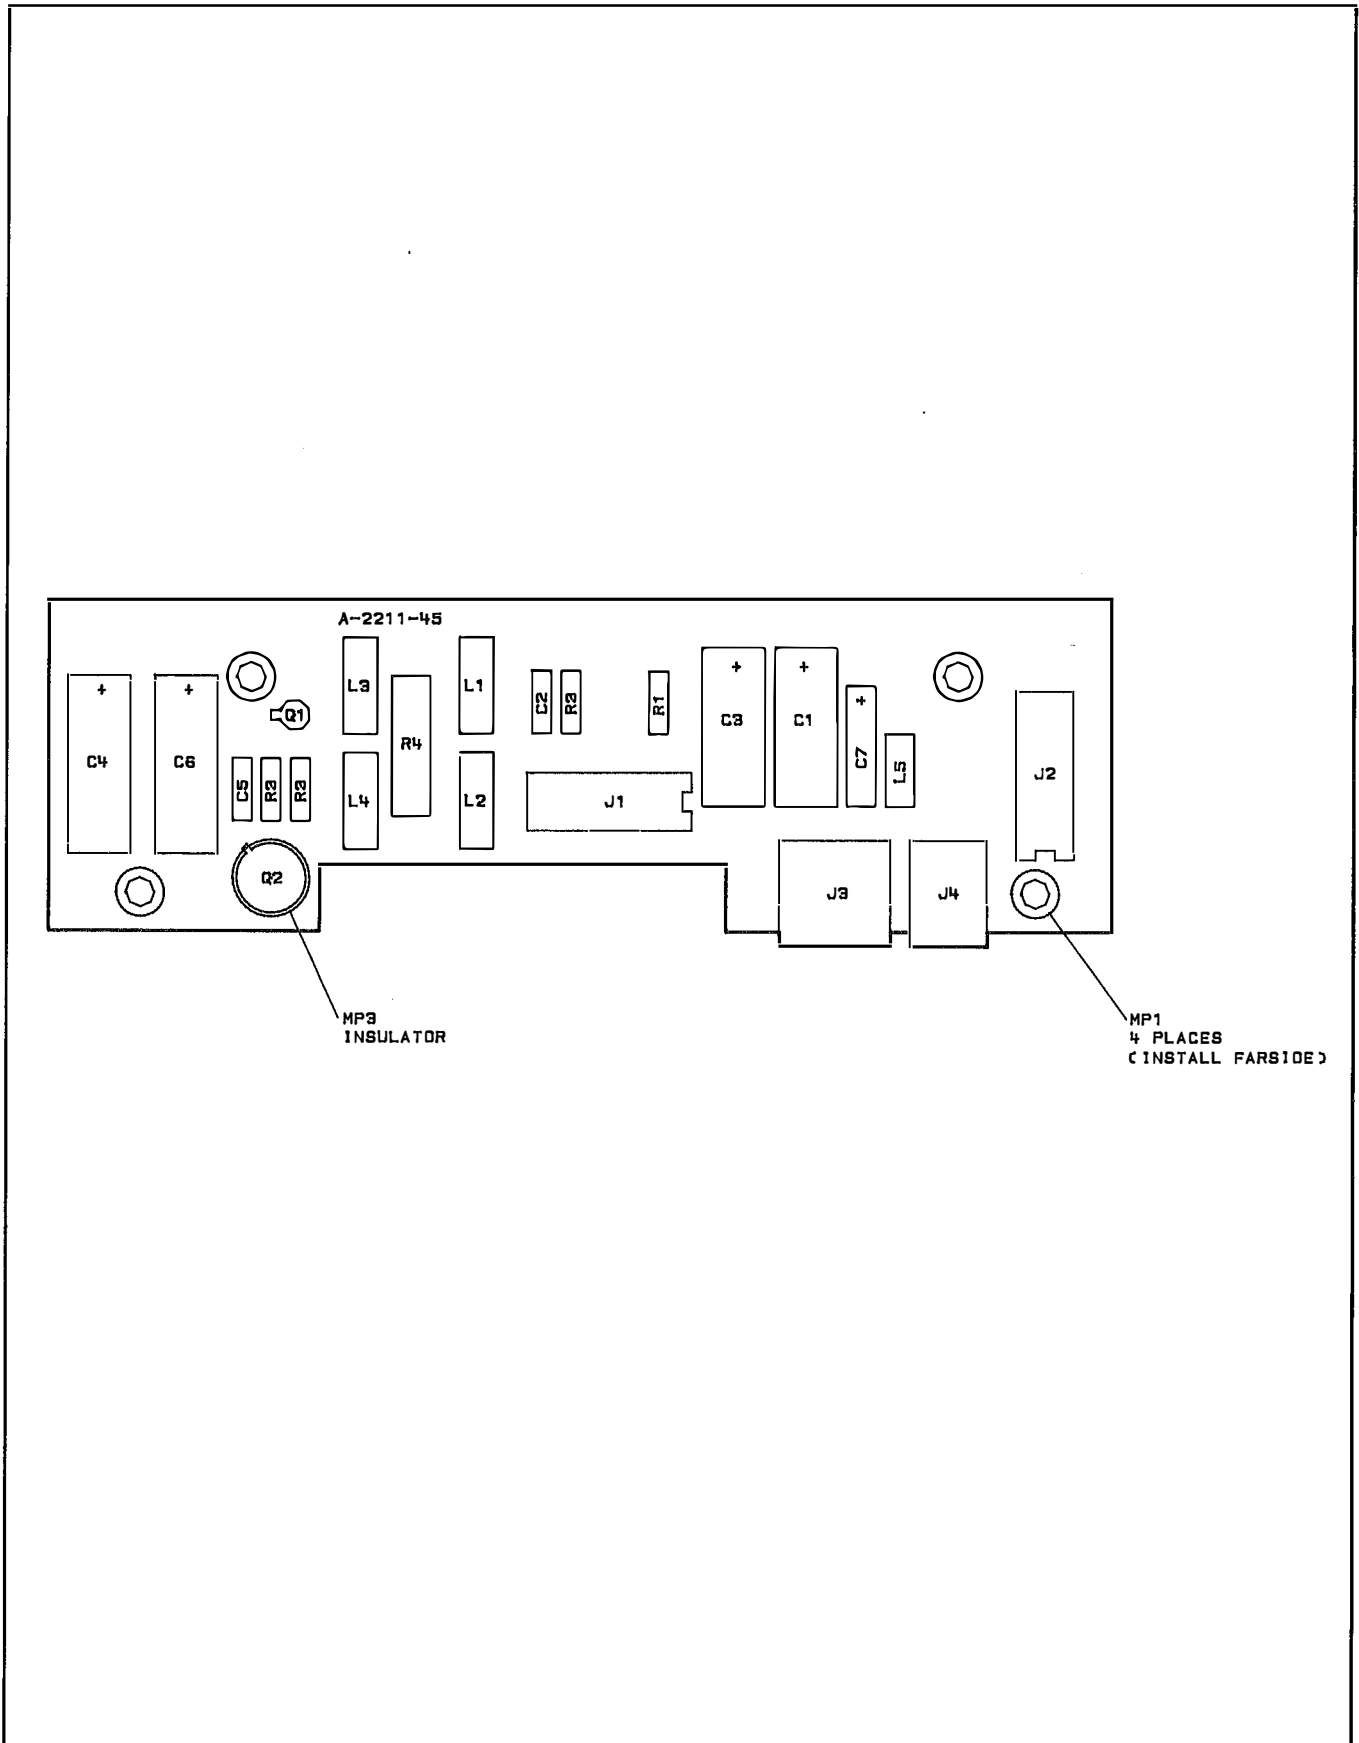 A-2211-45
L3
L1
+
+
+
+
+
C2
R3
R1
Q1
C3
C1
C4
C6
R4
C7
L5
J2
C5
R3
R3
L4
L2
J1
Q2
J3
J4
MP3
INSULATOR
MP1
4 PLACES
(INSTALL FARSIDE)